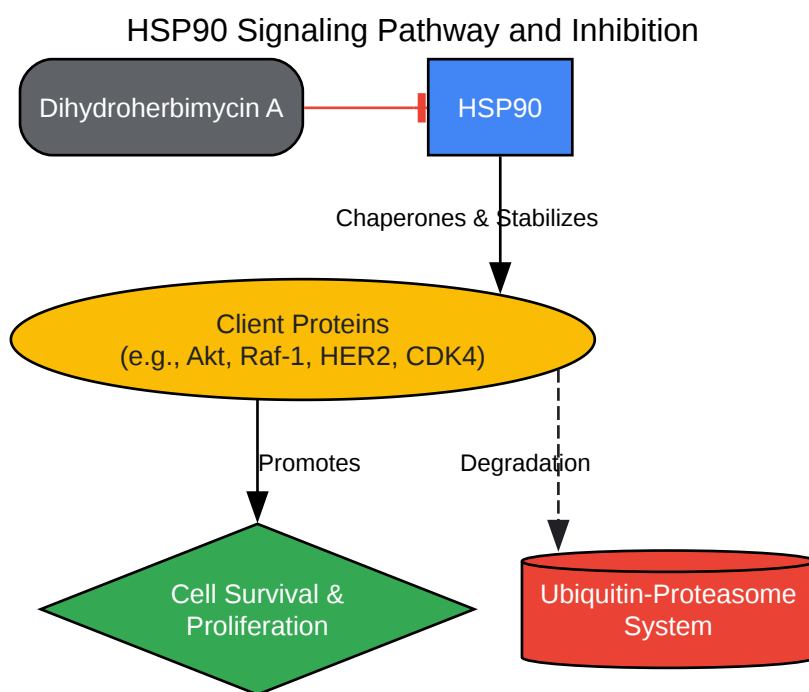 HSP90 Signaling Pathway and Inhibition
Dihydroherbimycin A
HSP90
Chaperones & Stabilizes
Client Proteins
(e.g., Akt, Raf-1, HER2, CDK4)
Promotes
Degradation
Cell Survival &
Proliferation
Ubiquitin-Proteasome
System